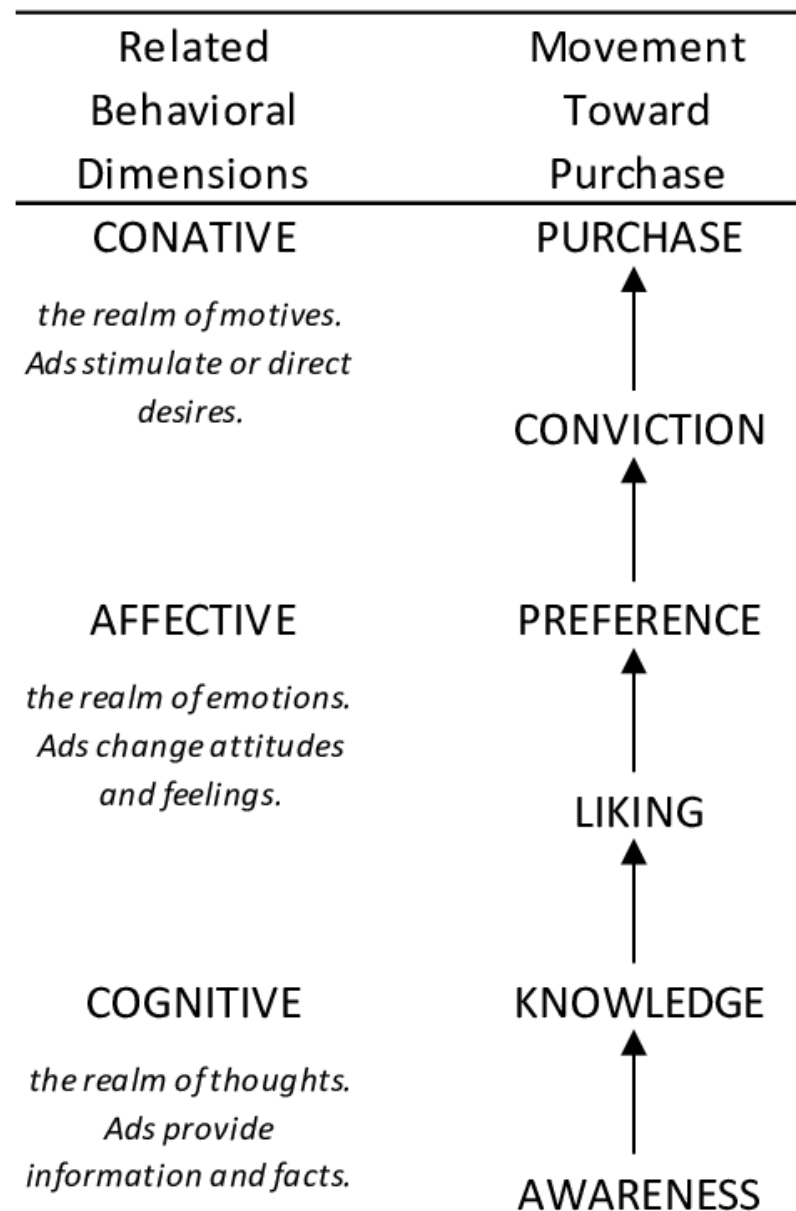 Related
Behavioral
Dimensions
Movement
Toward
Purchase
CONATIVE
the realm of motives.
Ads stimulate or direct
desires.
PURCHASE
CONVICTION
AFFECTIVE
the realm of emotions.
Ads change attitudes
and feelings.
PREFERENCE
LIKING
COGNITIVE
the realm of thoughts.
Ads provide
information and facts.
KNOWLEDGE
AWARENESS